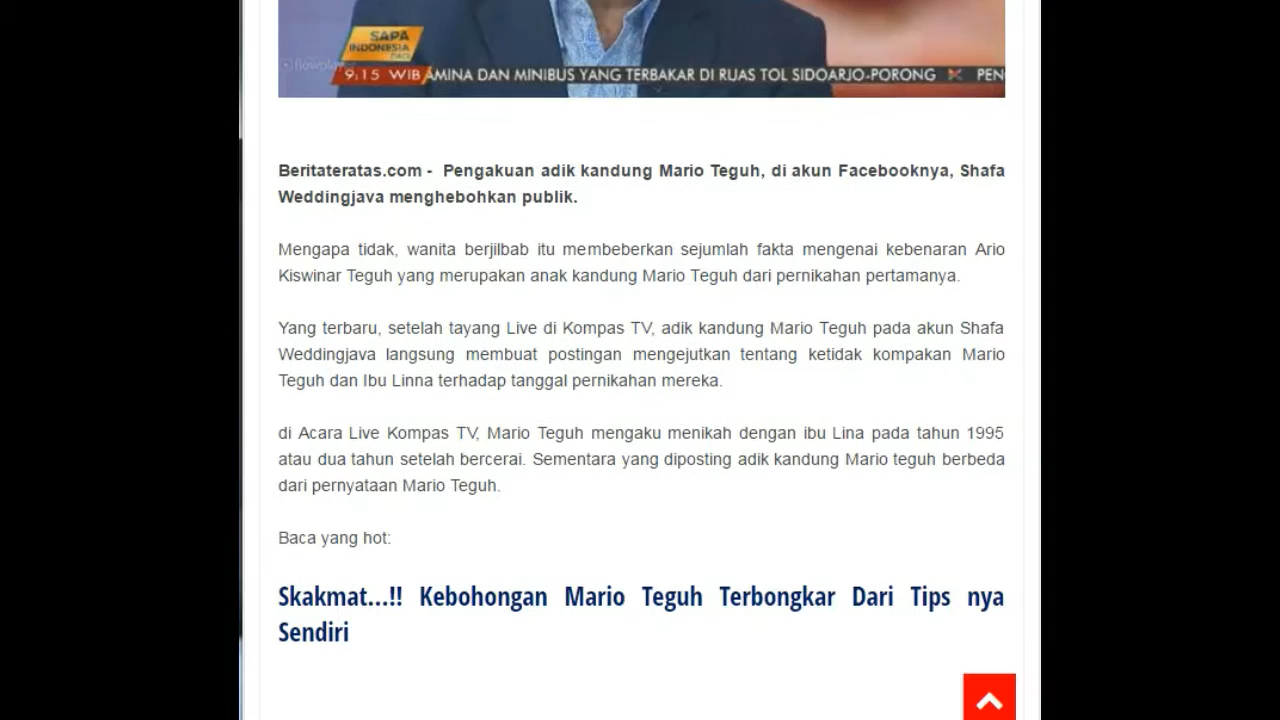 SAPA
INDONESIA
PAGI
flowplayer
9:15 WIB AMINA DAN MINIBUS YANG TERBAKAR DI RUAS TOL SIDOARJO-PORONG PEN
Beritateratas.com - Pengakuan adik kandung Mario Teguh, di akun Facebooknya, Shafa
Weddingjava menghebohkan publik.
Mengapa tidak, wanita berjilbab itu membeberkan sejumlah fakta mengenai kebenaran Ario
Kiswinar Teguh yang merupakan anak kandung Mario Teguh dari pernikahan pertamanya.
Yang terbaru, setelah tayang Live di Kompas TV, adik kandung Mario Teguh pada akun Shafa
Weddingjava langsung membuat postingan mengejutkan tentang ketidak kompakan Mario
Teguh dan Ibu Linna terhadap tanggal pernikahan mereka.
di Acara Live Kompas TV, Mario Teguh mengaku menikah dengan ibu Lina pada tahun 1995
atau dua tahun setelah bercerai. Sementara yang diposting adik kandung Mario teguh berbeda
dari pernyataan Mario Teguh.
Baca yang hot:
Skakmat...!! Kebohongan Mario Teguh Terbongkar Dari Tips nya
Sendiri